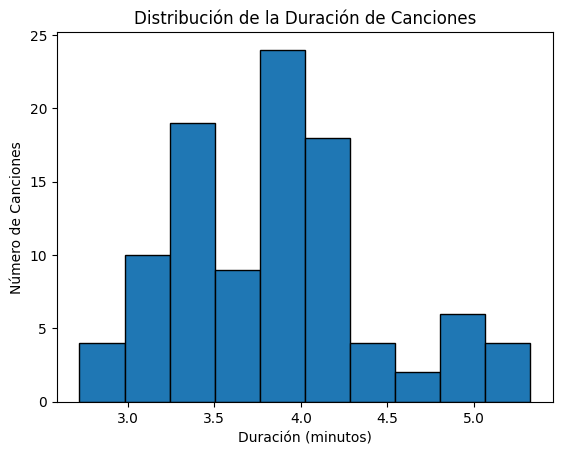 Distribución de la Duración de Canciones
25
20
15
10
5
0
Número de Canciones
3.0 3.5 4.0 4.5 5.0
Duración (minutos)